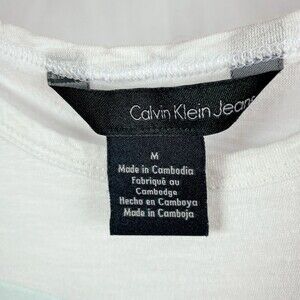 Calvin Klein Jeans
M
Made in Cambodia
Fabriqué au
Cambodge
Hecho en Camboya
Made in Camboja